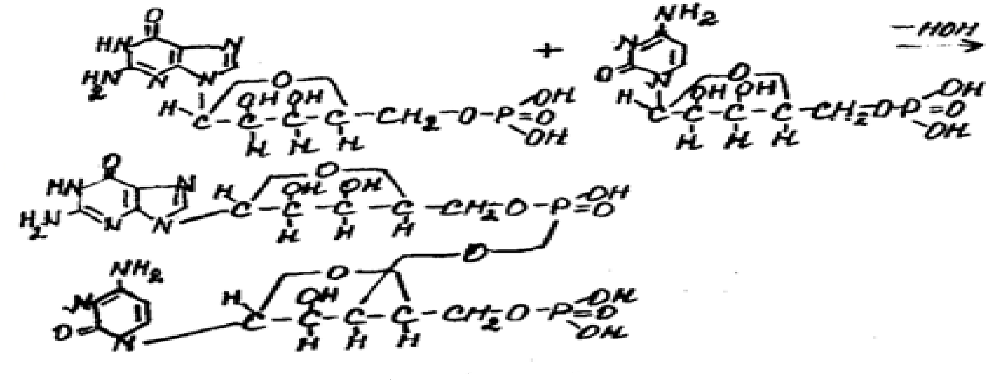 O NH2
HN N + N -HOH
H2N N N O O N O
H OH OH OH H OH OH OH
C-C-C-C-CH2-O-P=O C-C-C-C-CH2-O-P=O
H H H OH H H H OH
O O
HN N H OH OH OH
H2N N N C-C-C-C-CH2-O-P=O
H H H
O
NH2 O
N H OH OH
O N C-C-C-C-CH2-O-P=O
H H H OH